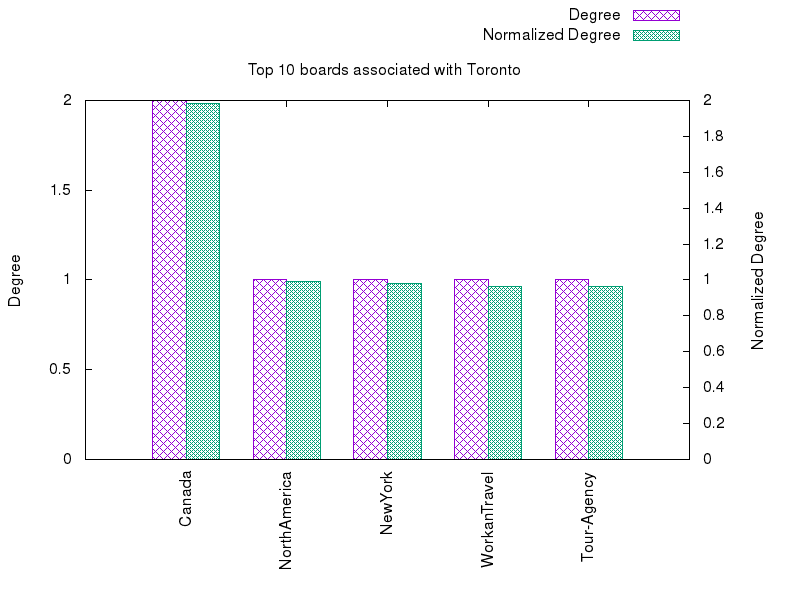 Degree
Normalized Degree
Top 10 boards associated with Toronto
2
1.5
1
0.5
0
Degree
2
1.8
1.6
1.4
1.2
1
0.8
0.6
0.4
0.2
0
Normalized Degree
Canada
NorthAmerica
NewYork
WorkanTravel
Tour-Agency